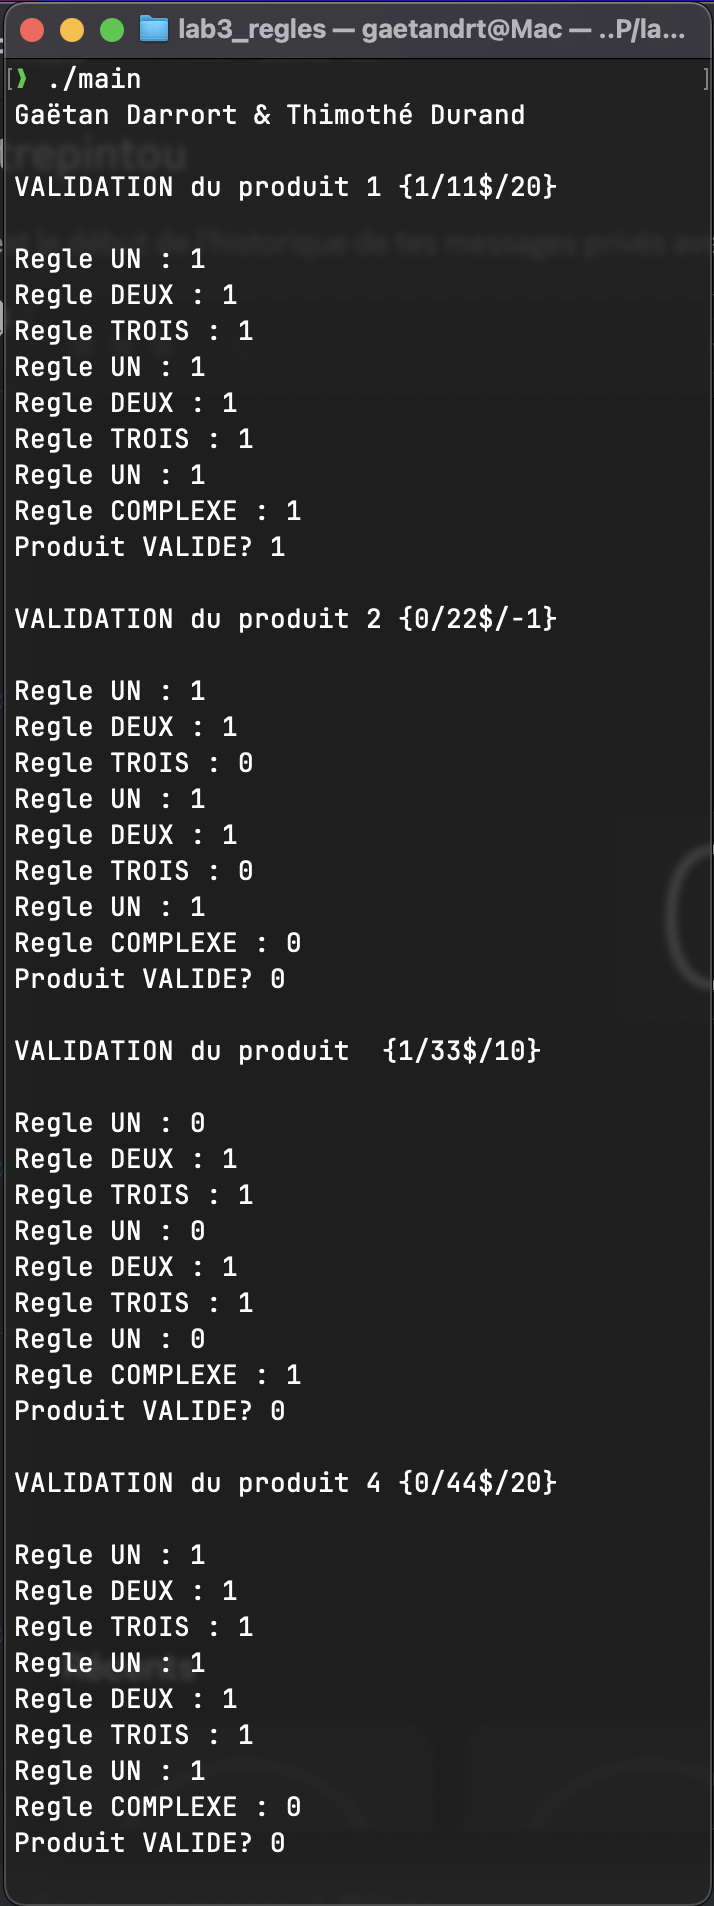 lab3_regles — gaetandrt@Mac — ..P/la...
[❫ ./main ]
Gaëtan Darrort & Thimothé Durand
VALIDATION du produit 1 {1/11$/20}
Regle UN : 1
Regle DEUX : 1
Regle TROIS : 1
Regle UN : 1
Regle DEUX : 1
Regle TROIS : 1
Regle UN : 1
Regle COMPLEXE : 1
Produit VALIDE? 1
VALIDATION du produit 2 {0/22$/-1}
Regle UN : 1
Regle DEUX : 1
Regle TROIS : 0
Regle UN : 1
Regle DEUX : 1
Regle TROIS : 0
Regle UN : 1
Regle COMPLEXE : 0
Produit VALIDE? 0
VALIDATION du produit  {1/33$/10}
Regle UN : 0
Regle DEUX : 1
Regle TROIS : 1
Regle UN : 0
Regle DEUX : 1
Regle TROIS : 1
Regle UN : 0
Regle COMPLEXE : 1
Produit VALIDE? 0
VALIDATION du produit 4 {0/44$/20}
Regle UN : 1
Regle DEUX : 1
Regle TROIS : 1
Regle UN : 1
Regle DEUX : 1
Regle TROIS : 1
Regle UN : 1
Regle COMPLEXE : 0
Produit VALIDE? 0